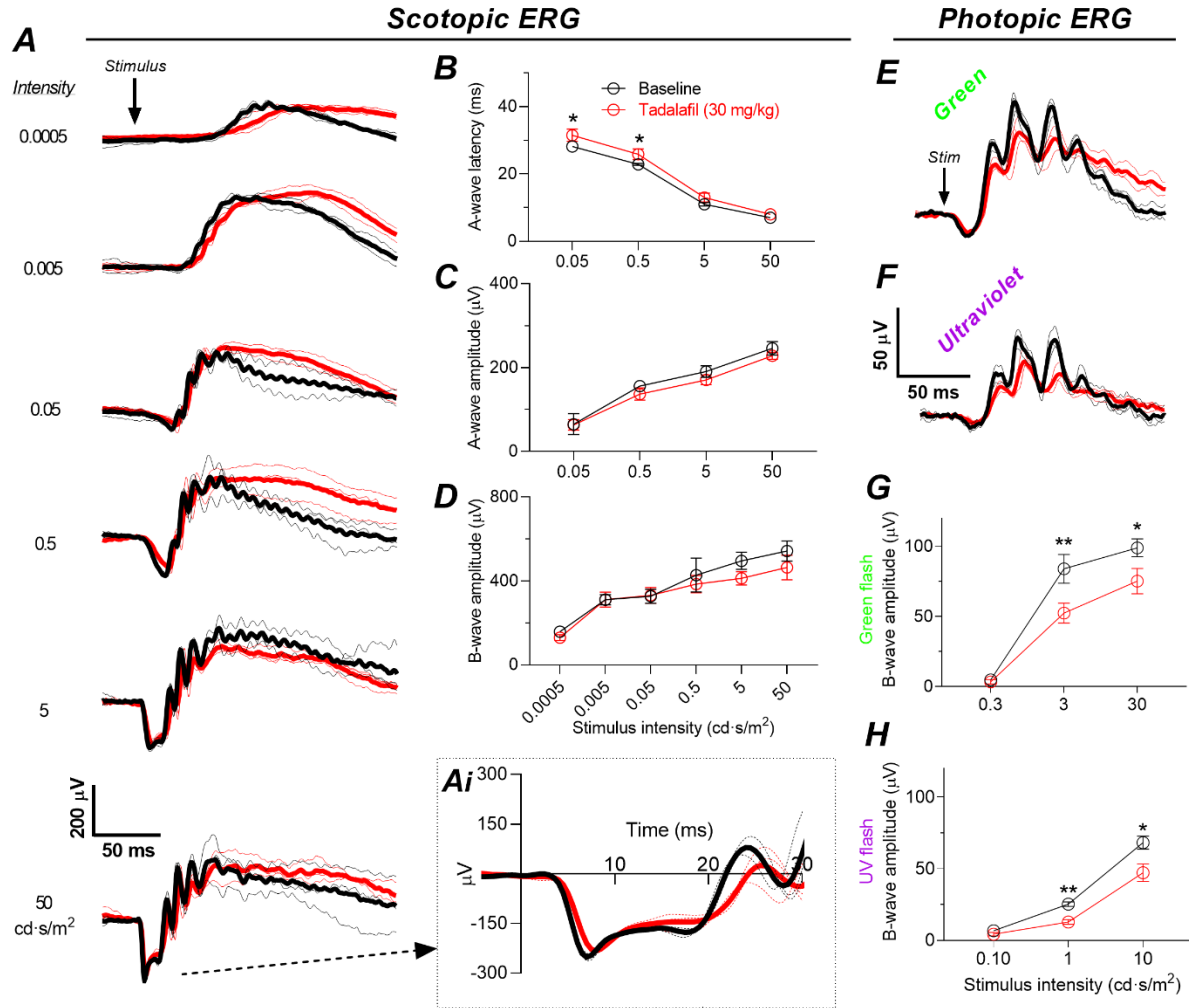 Scotopic ERG
Photopic ERG
A
Stimulus
Intensity
0.0005
0.005
0.05
0.5
5
200 µV
50 ms
50
cd·s/m²
B
A-wave latency (ms)
40
20
0
Baseline
Tadalafil (30 mg/kg)
*
*
0.05
0.5
5
50
C
A-wave amplitude (µV)
400
200
0
0.05
0.5
5
50
D
B-wave amplitude (µV)
800
600
400
200
0
0.0005
0.005
0.05
0.5
5
50
Stimulus intensity (cd·s/m²)
Ai
300
150
µV
-150
-300
Time (ms)
10
20
30
E
Green
Stim
F
Ultraviolet
50 µV
50 ms
G
Green flash
B-wave amplitude (µV)
100
50
0
**
*
0.3
3
30
H
UV flash
B-wave amplitude (µV)
100
50
0
**
*
0.10
1
10
Stimulus intensity (cd·s/m²)